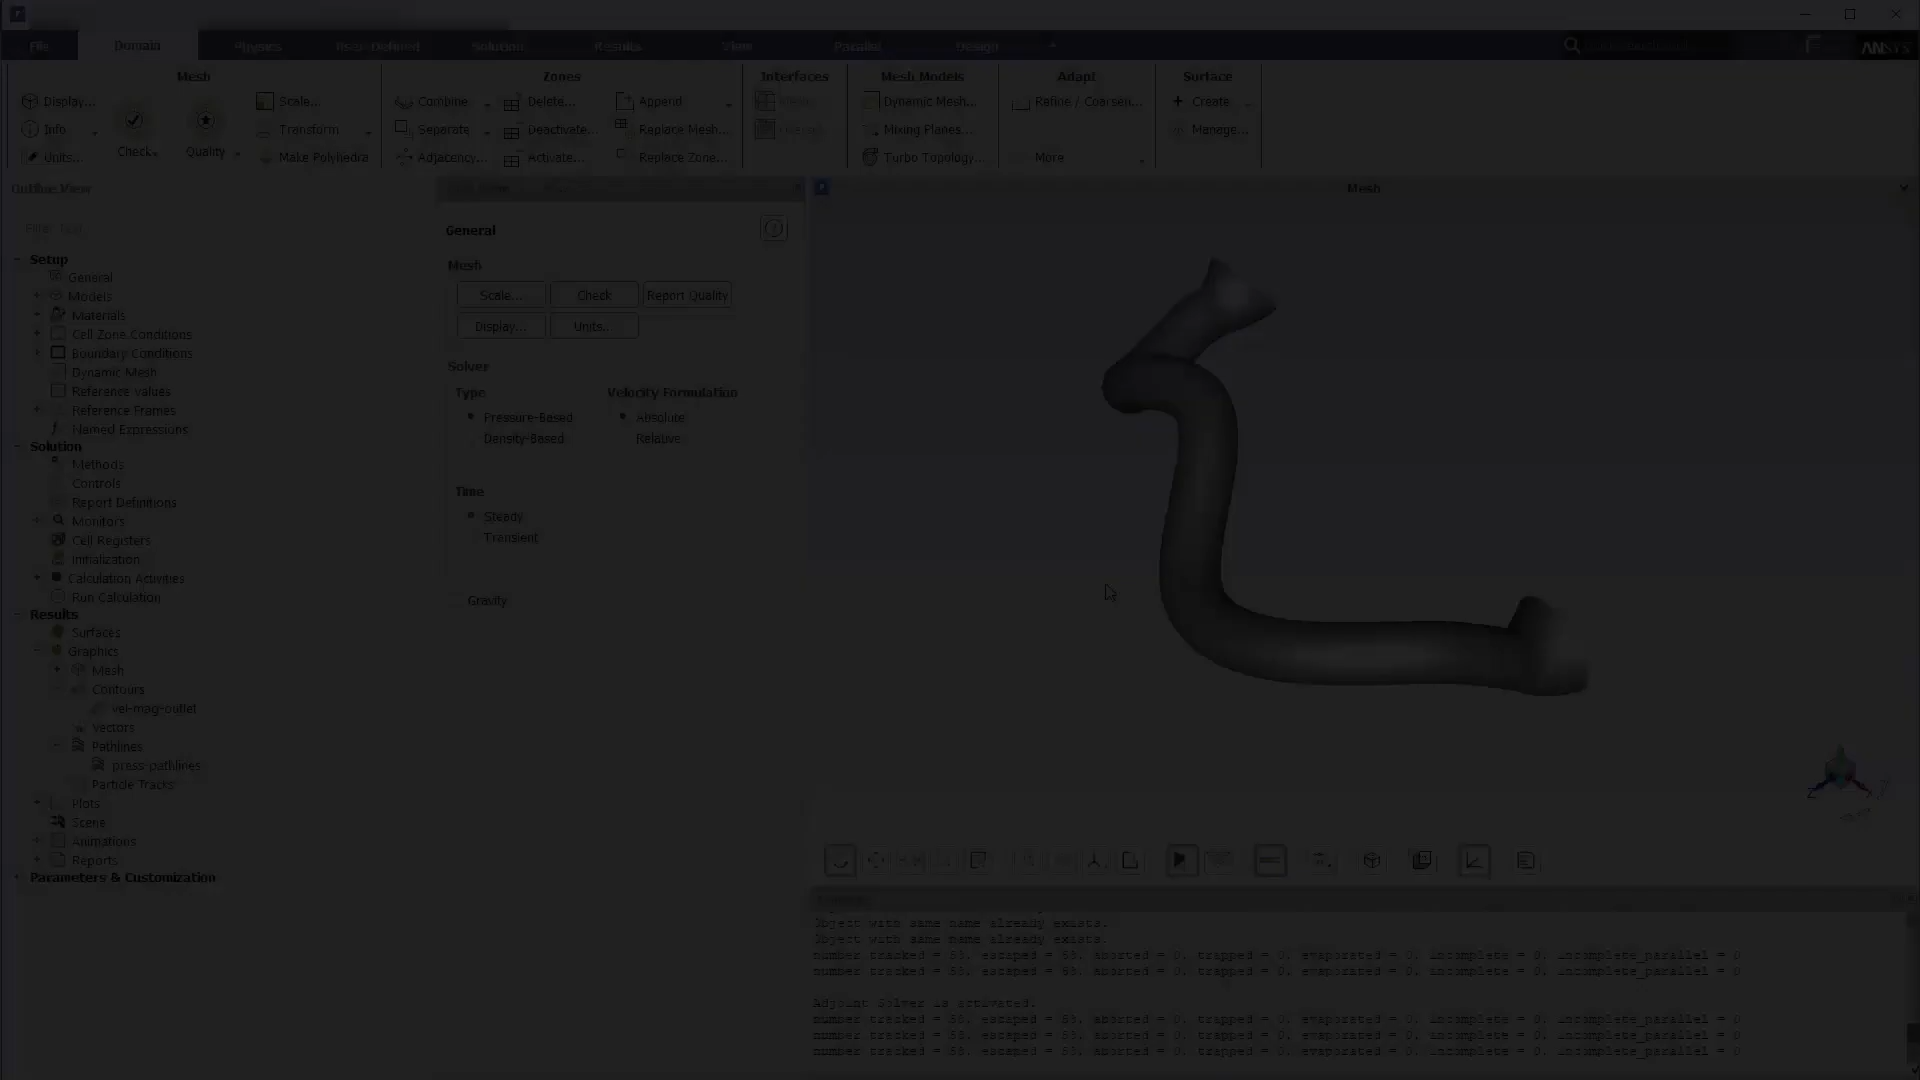 File
Domain
Physics
User-Defined
Solution
Results
View
Parallel
Design
ANSYS
Mesh
Display...
Info
Units...
Check
Quality
Scale...
Transform
Make Polyhedra
Zones
Combine
Separate
Adjacency...
Delete...
Deactivate...
Activate...
Append
Replace Mesh...
Replace Zone...
Interfaces
Mesh Models
Dynamic Mesh...
Mixing Planes...
Turbo Topology...
Adapt
Refine / Coarsen...
More
Surface
Create
Manage...
Outline View
Setup
General
Models
Materials
Cell Zone Conditions
Boundary Conditions
Dynamic Mesh
Reference Values
Reference Frames
Named Expressions
Solution
Methods
Controls
Report Definitions
Monitors
Cell Registers
Initialization
Calculation Activities
Run Calculation
Results
Surfaces
Graphics
Mesh
Contours
vel-mag-outlet
Vectors
Pathlines
press-pathlines
Particle Tracks
Plots
Scene
Animations
Reports
Parameters & Customization
General
Mesh
Scale...
Check
Report Quality
Display...
Units...
Solver
Type
Pressure-Based
Density-Based
Velocity Formulation
Absolute
Relative
Time
Steady
Transient
Gravity
Mesh
Object with same name already exists.
Object with same name already exists.
Adjoint Solver is activated.